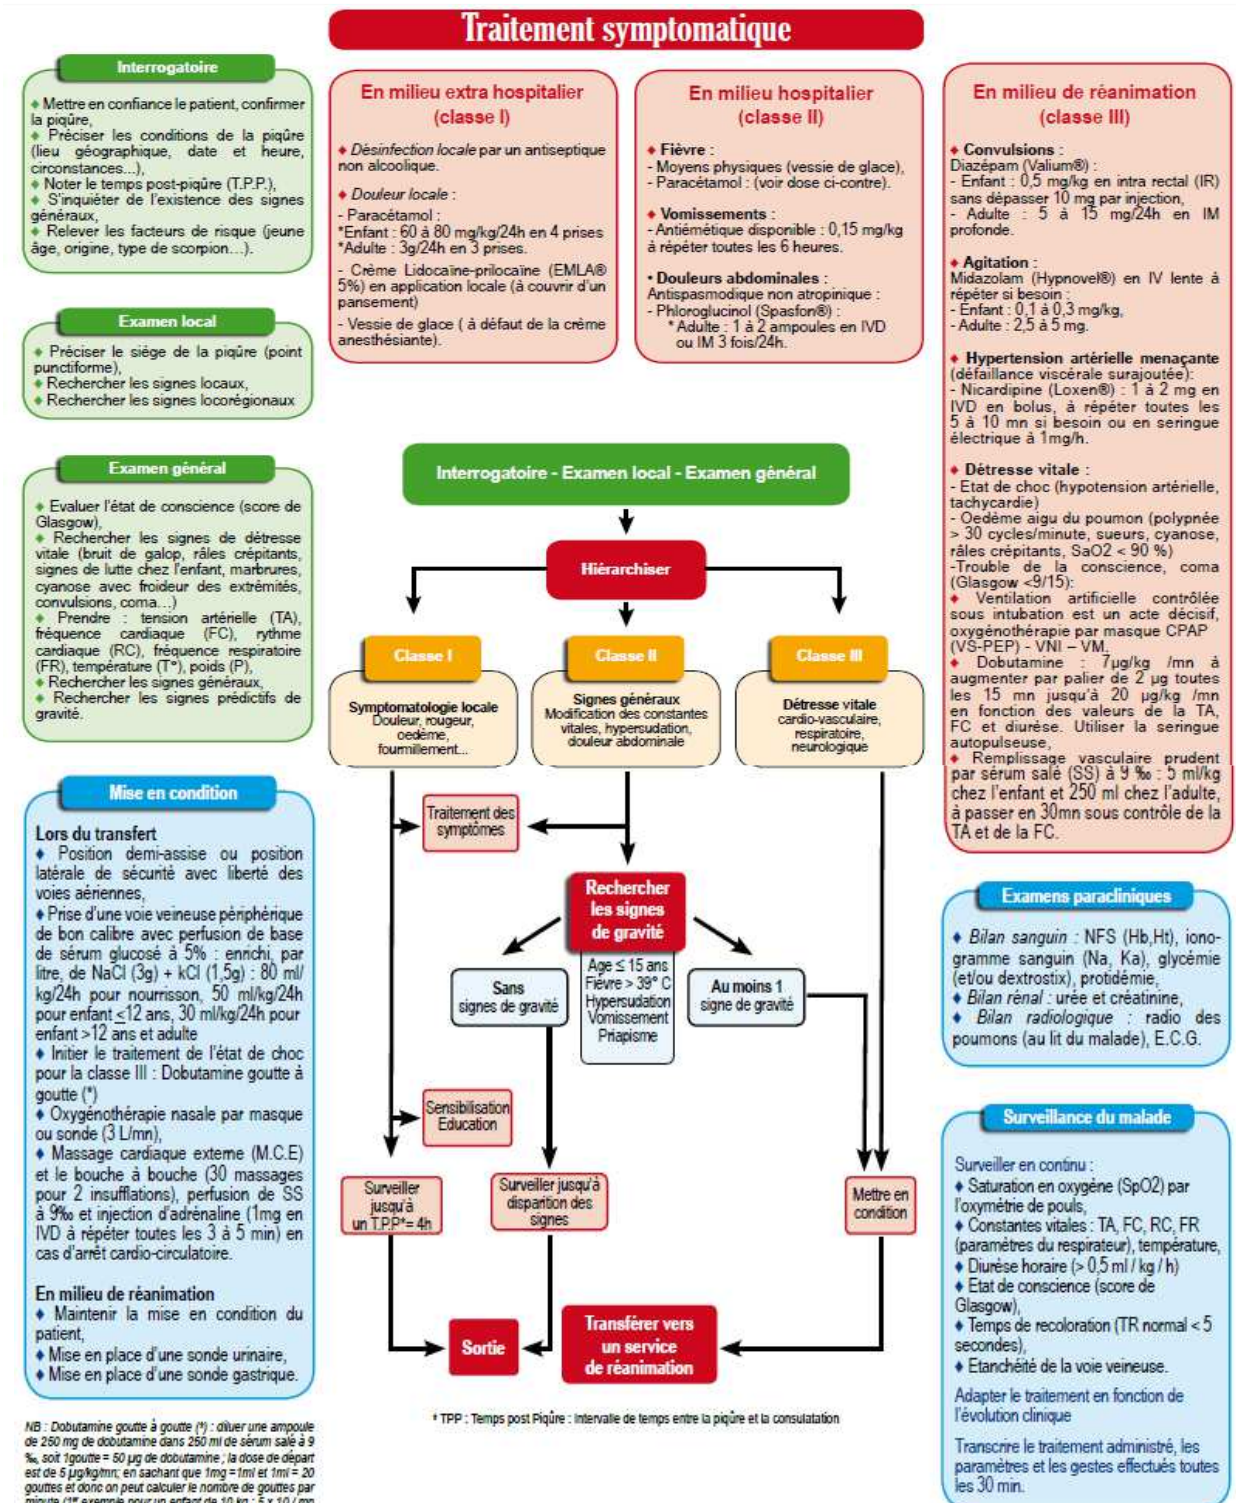 Traitement symptomatique
Interrogatoire
♦ Mettre en confiance le patient, confirmer
la piqûre,
♦ Préciser les conditions de la piqûre
(lieu géographique, date et heure,
circonstances...),
♦ Noter le temps post-piqûre (T.P.P.),
♦ S'inquiéter de l'existence des signes
généraux,
♦ Relever les facteurs de risque (jeune
âge, origine, type de scorpion...).
Examen local
♦ Préciser le siége de la piqûre (point
punctiforme),
♦ Rechercher les signes locaux,
♦ Rechercher les signes locorégionaux
Examen général
♦ Evaluer l'état de conscience (score de
Glasgow),
♦ Rechercher les signes de détresse
vitale (bruit de galop, râles crépitants,
signes de lutte chez l'enfant, marbrures,
cyanose avec froideur des extrémités,
convulsions, coma...)
♦ Prendre : tension artérielle (TA),
fréquence cardiaque (FC), rythme
cardiaque (RC), fréquence respiratoire
(FR), température (T°), poids (P),
♦ Rechercher les signes généraux,
♦ Rechercher les signes prédictifs de
gravité.
Mise en condition
Lors du transfert
♦ Position demi-assise ou position
latérale de sécurité avec liberté des
voies aériennes,
♦ Prise d'une voie veineuse périphérique
de bon calibre avec perfusion de base
de sérum glucosé à 5% : enrichi, par
litre, de NaCl (3g) + kCl (1,5g) : 80 ml/
kg/24h pour nourrisson, 50 ml/kg/24h
pour enfant ≤12 ans, 30 ml/kg/24h pour
enfant >12 ans et adulte
♦ Initier le traitement de l'état de choc
pour la classe III : Dobutamine goutte à
goutte (*)
♦ Oxygénothérapie nasale par masque
ou sonde (3 L/mn),
♦ Massage cardiaque externe (M.C.E)
et le bouche à bouche (30 massages
pour 2 insufflations), perfusion de SS
à 9‰ et injection d'adrénaline (1mg en
IVD à répéter toutes les 3 à 5 min) en
cas d'arrêt cardio-circulatoire.
En milieu de réanimation
♦ Maintenir la mise en condition du
patient,
♦ Mise en place d'une sonde urinaire,
♦ Mise en place d'une sonde gastrique.
NB : Dobutamine goutte à goutte (*) : diluer une ampoule
de 250 mg de dobutamine dans 250 ml de sérum salé à 9
‰, soit 1goutte = 50 µg de dobutamine ; la dose de départ
est de 5 µg/kg/mn; en sachant que 1mg =1ml et 1ml = 20
gouttes et donc on peut calculer le nombre de gouttes par
minute (1er exemple pour un enfant de 10 kg : 5 x 10 / mn
En milieu extra hospitalier
(classe I)
♦ Désinfection locale par un antiseptique
non alcoolique.
♦ Douleur locale :
- Paracétamol :
*Enfant : 60 à 80 mg/kg/24h en 4 prises
*Adulte : 3g/24h en 3 prises.
- Crème Lidocaïne-prilocaïne (EMLA®
5%) en application locale (à couvrir d'un
pansement)
- Vessie de glace ( à défaut de la crème
anesthésiante).
En milieu hospitalier
(classe II)
♦ Fièvre :
- Moyens physiques (vessie de glace),
- Paracétamol : (voir dose ci-contre).
♦ Vomissements :
- Antiémétique disponible : 0,15 mg/kg
à répéter toutes les 6 heures.
• Douleurs abdominales :
Antispasmodique non atropinique :
- Phloroglucinol (Spasfon®) :
* Adulte : 1 à 2 ampoules en IVD
ou IM 3 fois/24h.
En milieu de réanimation
(classe III)
♦ Convulsions :
Diazépam (Valium®) :
- Enfant : 0,5 mg/kg en intra rectal (IR)
sans dépasser 10 mg par injection,
- Adulte : 5 à 15 mg/24h en IM
profonde.
♦ Agitation :
Midazolam (Hypnovel®) en IV lente à
répéter si besoin :
- Enfant : 0,1 à 0,3 mg/kg,
- Adulte : 2,5 à 5 mg.
♦ Hypertension artérielle menaçante
(défaillance viscérale surajoutée):
- Nicardipine (Loxen®) : 1 à 2 mg en
IVD en bolus, à répéter toutes les
5 à 10 mn si besoin ou en seringue
électrique à 1mg/h.
♦ Détresse vitale :
- Etat de choc (hypotension artérielle,
tachycardie)
- Oedème aigu du poumon (polypnée
> 30 cycles/minute, sueurs, cyanose,
râles crépitants, SaO2 < 90 %)
-Trouble de la conscience, coma
(Glasgow <9/15):
♦ Ventilation artificielle contrôlée
sous intubation est un acte décisif,
oxygénothérapie par masque CPAP
(VS-PEP) - VNI – VM,
♦ Dobutamine : 7µg/kg /mn à
augmenter par palier de 2 µg toutes
les 15 mn jusqu'à 20 µg/kg /mn
en fonction des valeurs de la TA,
FC et diurèse. Utiliser la seringue
autopulseuse,
♦ Remplissage vasculaire prudent
par sérum salé (SS) à 9 ‰ : 5 ml/kg
chez l'enfant et 250 ml chez l'adulte,
à passer en 30mn sous contrôle de la
TA et de la FC.
Interrogatoire - Examen local - Examen général
Hiérarchiser
Classe I
Symptomatologie locale
Douleur, rougeur,
oedème,
fourmillement...
Classe II
Signes généraux
Modification des constantes
vitales, hypersudation,
douleur abdominale
Classe III
Détresse vitale
cardio-vasculaire,
respiratoire,
neurologique
Traitement des
symptômes
Rechercher
les signes
de gravité
Age ≤ 15 ans
Fièvre > 39° C
Hypersudation
Vomissement
Priapisme
Sans
signes de gravité
Au moins 1
signe de gravité
Sensibilisation
Education
Surveiller
jusqu'à
un T.P.P*= 4h
Surveiller jusqu'à
disparition des
signes
Mettre en
condition
Sortie
Transférer vers
un service
de réanimation
* TPP : Temps post Piqûre : Intervalle de temps entre la piqûre et la consulatation
Examens paracliniques
♦ Bilan sanguin : NFS (Hb,Ht), iono-
gramme sanguin (Na, Ka), glycémie
(et/ou dextrostix), protidémie,
♦ Bilan rénal : urée et créatinine,
♦ Bilan radiologique : radio des
poumons (au lit du malade), E.C.G.
Surveillance du malade
Surveiller en continu :
♦ Saturation en oxygène (SpO2) par
l'oxymétrie de pouls,
♦ Constantes vitales : TA, FC, RC, FR
(paramètres du respirateur), température,
♦ Diurèse horaire (> 0,5 ml / kg / h)
♦ Etat de conscience (score de
Glasgow),
♦ Temps de recoloration (TR normal < 5
secondes),
♦ Etanchéité de la voie veineuse.
Adapter le traitement en fonction de
l'évolution clinique
Transcrire le traitement administré, les
paramètres et les gestes effectués toutes
les 30 min.